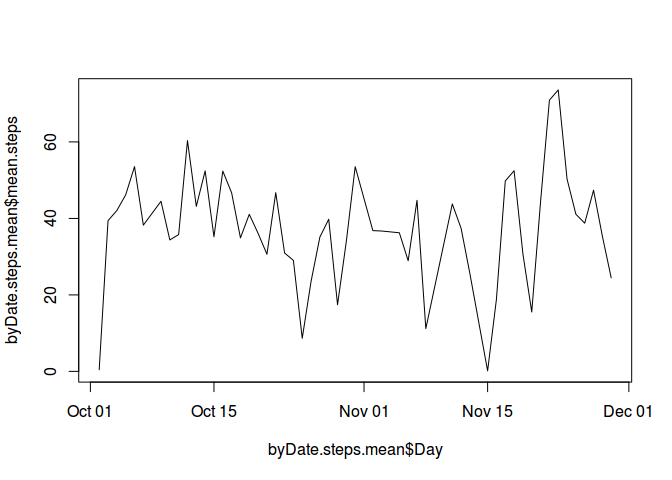 byDate.steps.mean$mean.steps
60
40
20
0
Oct 01 Oct 15 Nov 01 Nov 15 Dec 01
byDate.steps.mean$Day